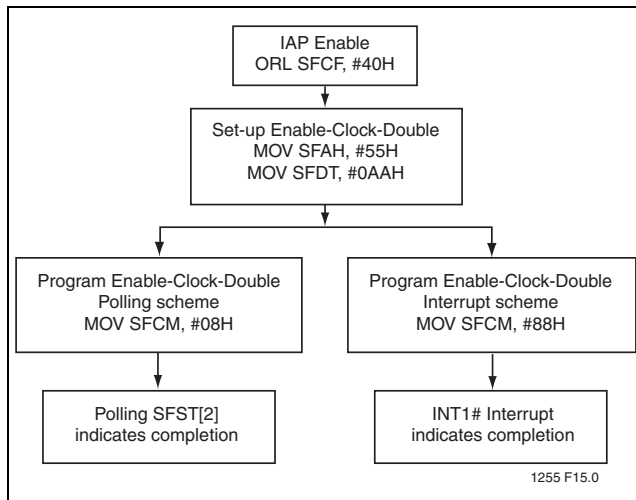 IAP Enable
ORL SFCF, #40H
Set-up Enable-Clock-Double
MOV SFAH, #55H
MOV SFDT, #0AAH
Program Enable-Clock-Double
Polling scheme
MOV SFCM, #08H
Program Enable-Clock-Double
Interrupt scheme
MOV SFCM, #88H
Polling SFST[2]
indicates completion
INT1# Interrupt
indicates completion
1255 F15.0